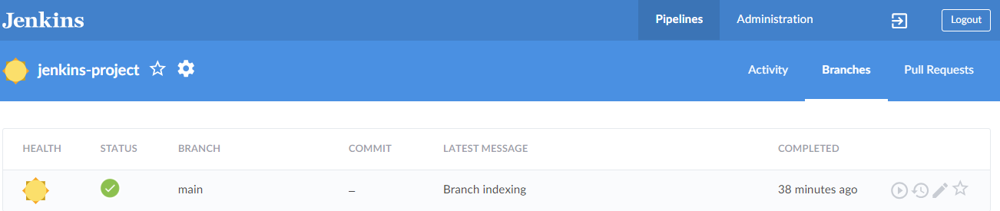 Jenkins Pipelines Administration Logout
jenkins-project Activity Branches Pull Requests
HEALTH STATUS BRANCH COMMIT LATEST MESSAGE COMPLETED
main – Branch indexing 38 minutes ago